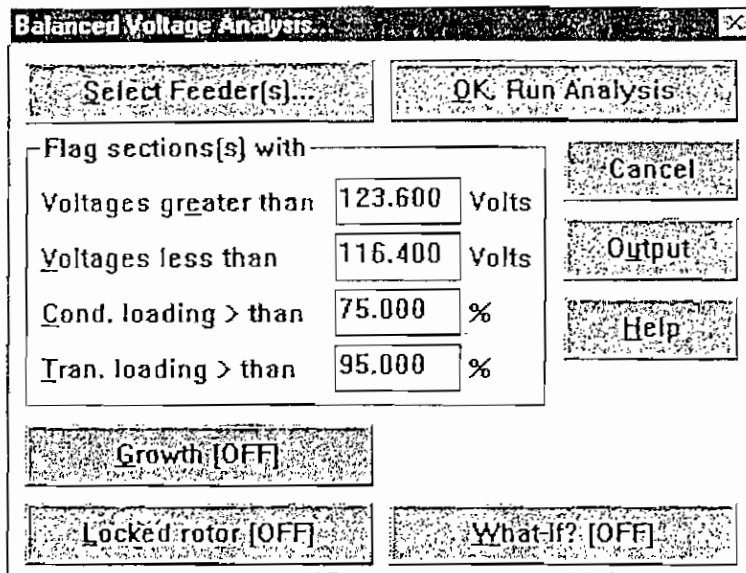 Balanced Voltage Analysis...
Select Feeder(s)...
OK, Run Analysis
Flag sections(s) with
Voltages greater than 123.600 Volts
Voltages less than 116.400 Volts
Cond. loading > than 75.000 %
Tran. loading > than 95.000 %
Cancel
Output
Help
Growth [OFF]
Locked rotor [OFF]
What-If? [OFF]